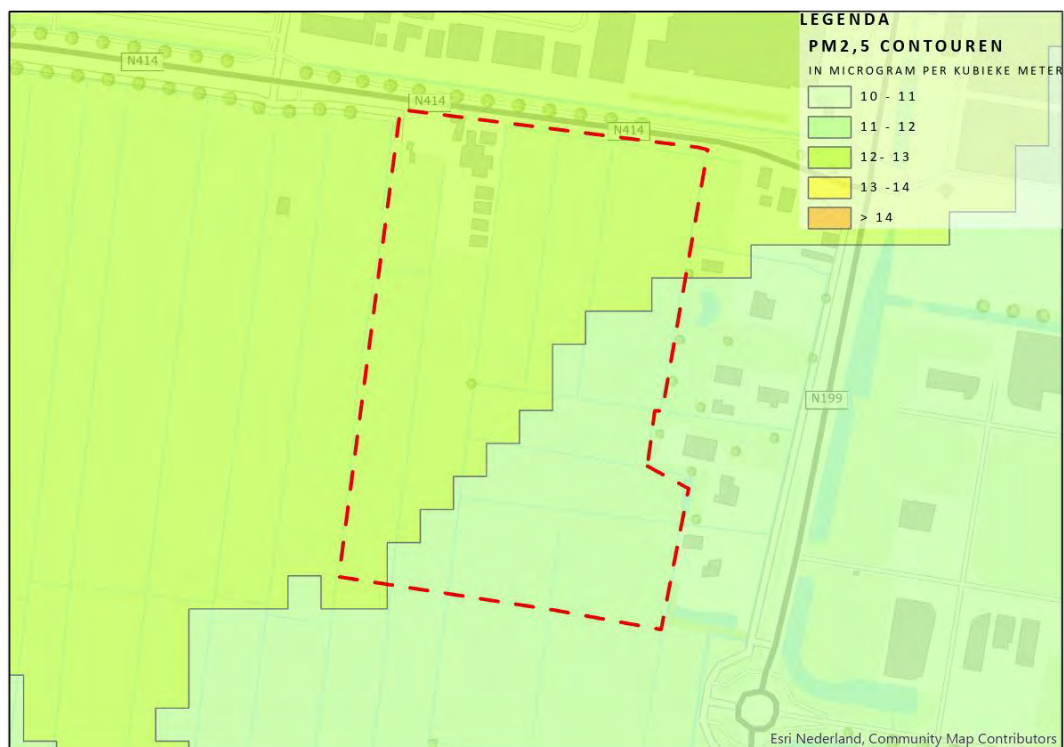 LEGENDA
PM2,5 CONTOUREN
IN MICROGRAM PER KUBIEKE METER
10 - 11
11 - 12
12- 13
13 -14
> 14
N414
N414
N414
N199
Esri Nederland, Community Map Contributors